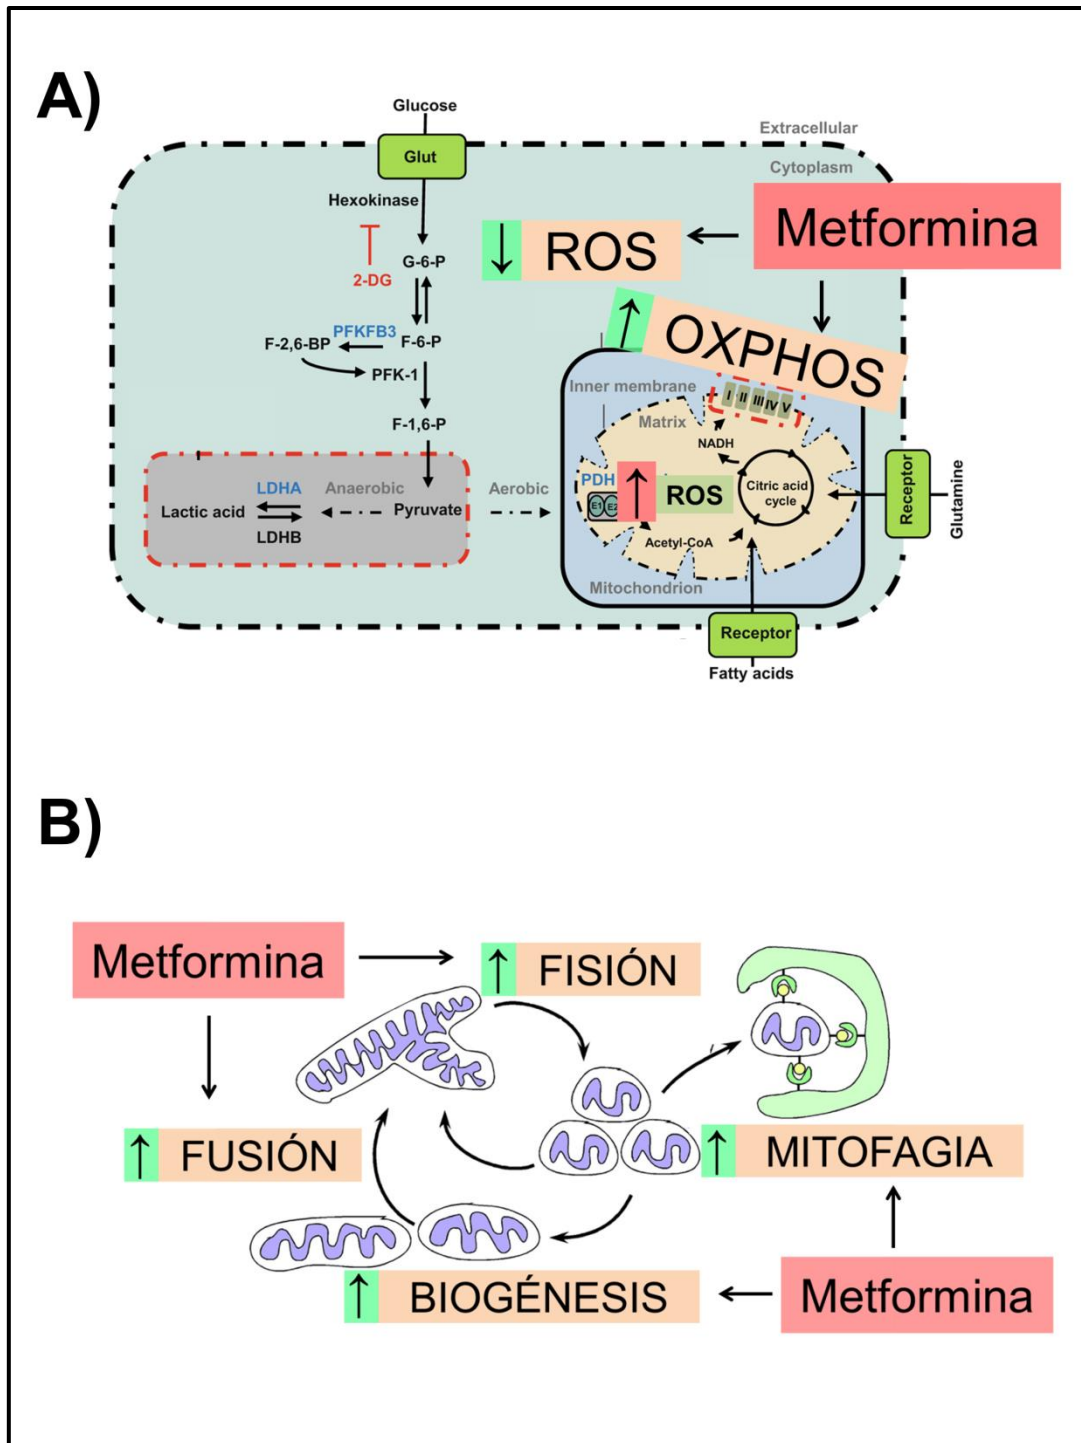 A)
Glucose
Glut
Extracellular
Cytoplasm
Hexokinase
Metformina
↓ ROS
2-DG
G-6-P
↑ OXPHOS
F-2,6-BP
PFKFB3
F-6-P
PFK-1
Inner membrane
I II III IV V
Matrix
F-1,6-P
NADH
LDHA
Anaerobic
Aerobic
PDH
↑ ROS
Citric acid
cycle
Receptor
Glutamine
Lactic acid
Pyruvate
E1 E2
LDHB
Acetyl-CoA
Mitochondrion
Receptor
Fatty acids
B)
Metformina
↑ FISIÓN
↑ FUSIÓN
↑ MITOFAGIA
↑ BIOGÉNESIS
Metformina